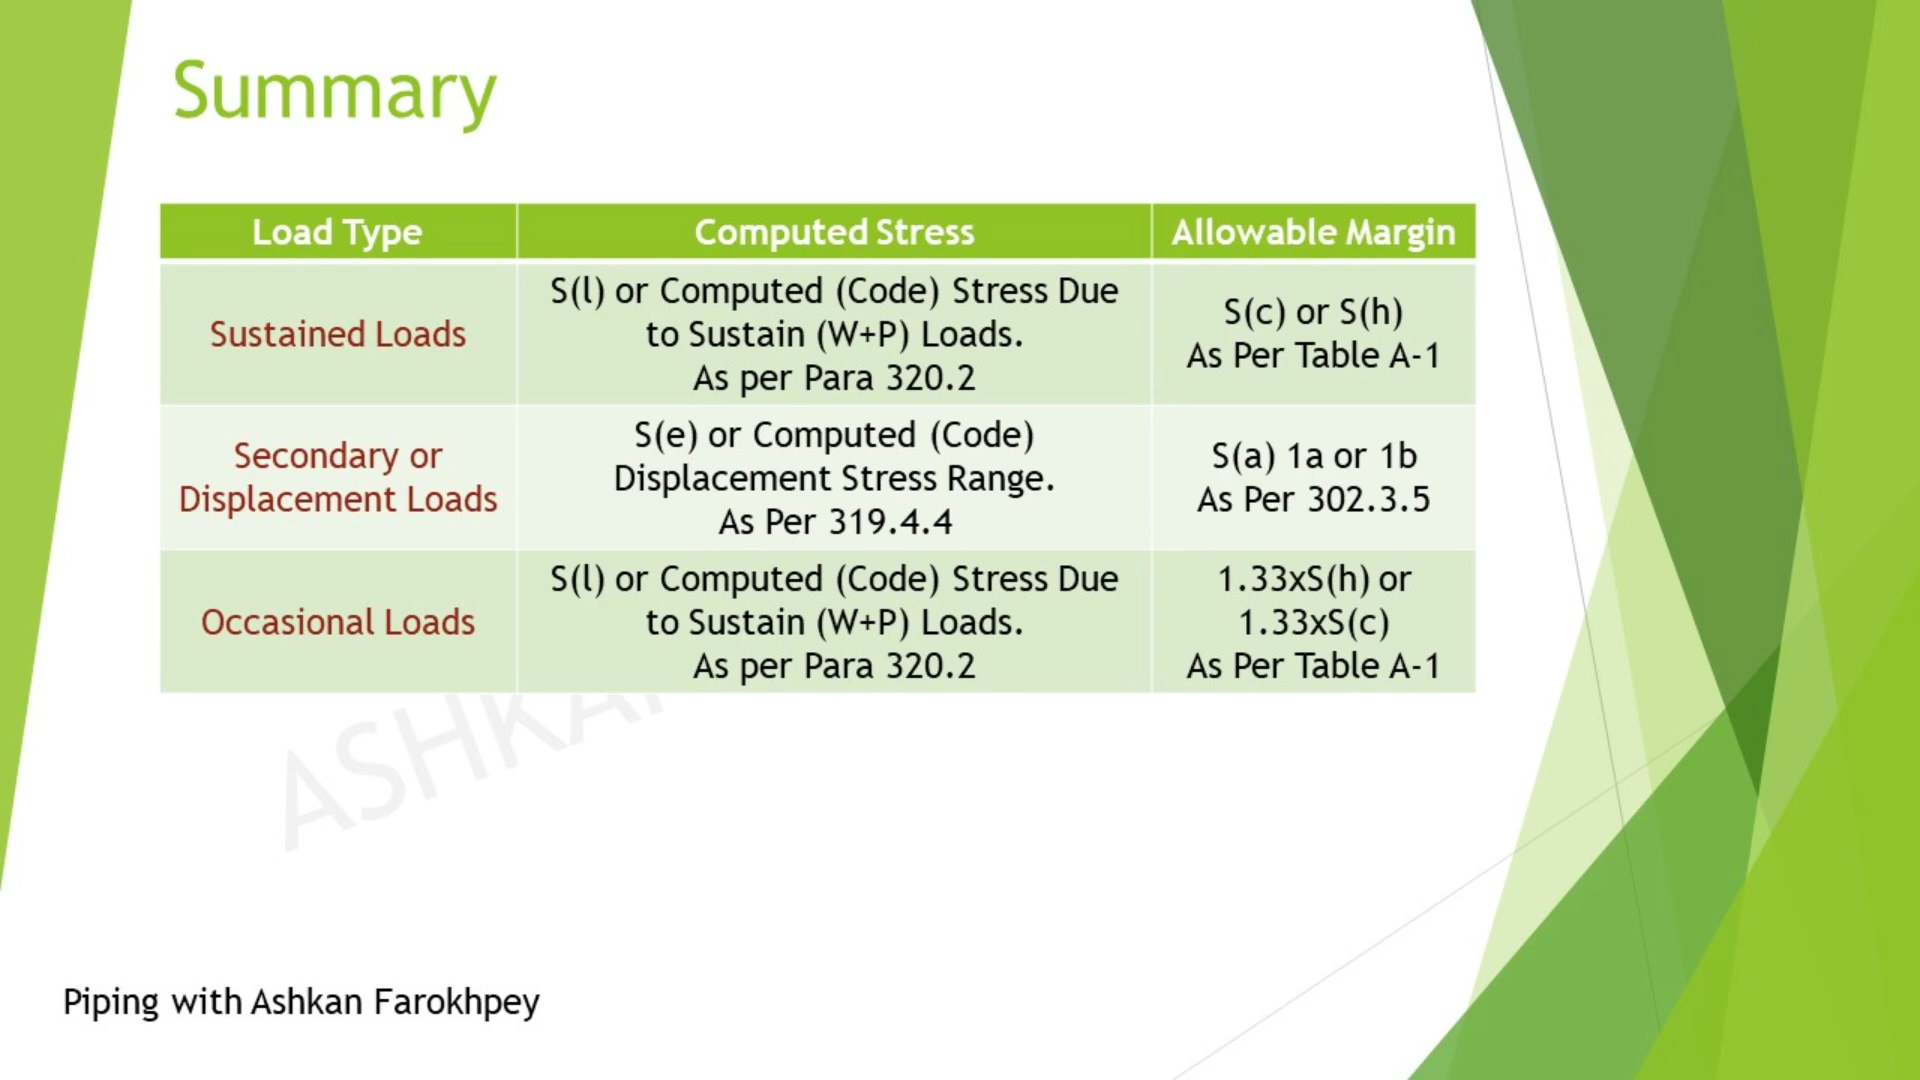 Summary
Load Type
Computed Stress
Allowable Margin
Sustained Loads
S(l) or Computed (Code) Stress Due
to Sustain (W+P) Loads.
As per Para 320.2
S(c) or S(h)
As Per Table A-1
Secondary or
Displacement Loads
S(e) or Computed (Code)
Displacement Stress Range.
As Per 319.4.4
S(a) 1a or 1b
As Per 302.3.5
Occasional Loads
S(l) or Computed (Code) Stress Due
to Sustain (W+P) Loads.
As per Para 320.2
1.33xS(h) or
1.33xS(c)
As Per Table A-1
Piping with Ashkan Farokhpey